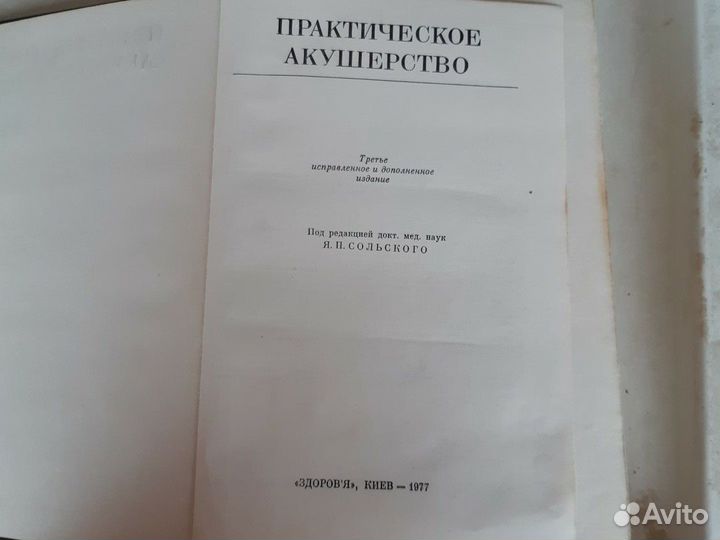 ПРАКТИЧЕСКОЕ
АКУШЕРСТВО
Третье
исправленное и дополненное
издание
Под редакцией докт. мед. наук
Я. П. СОЛЬСКОГО
«ЗДОРОВ'Я», КИЕВ — 1977
Avito